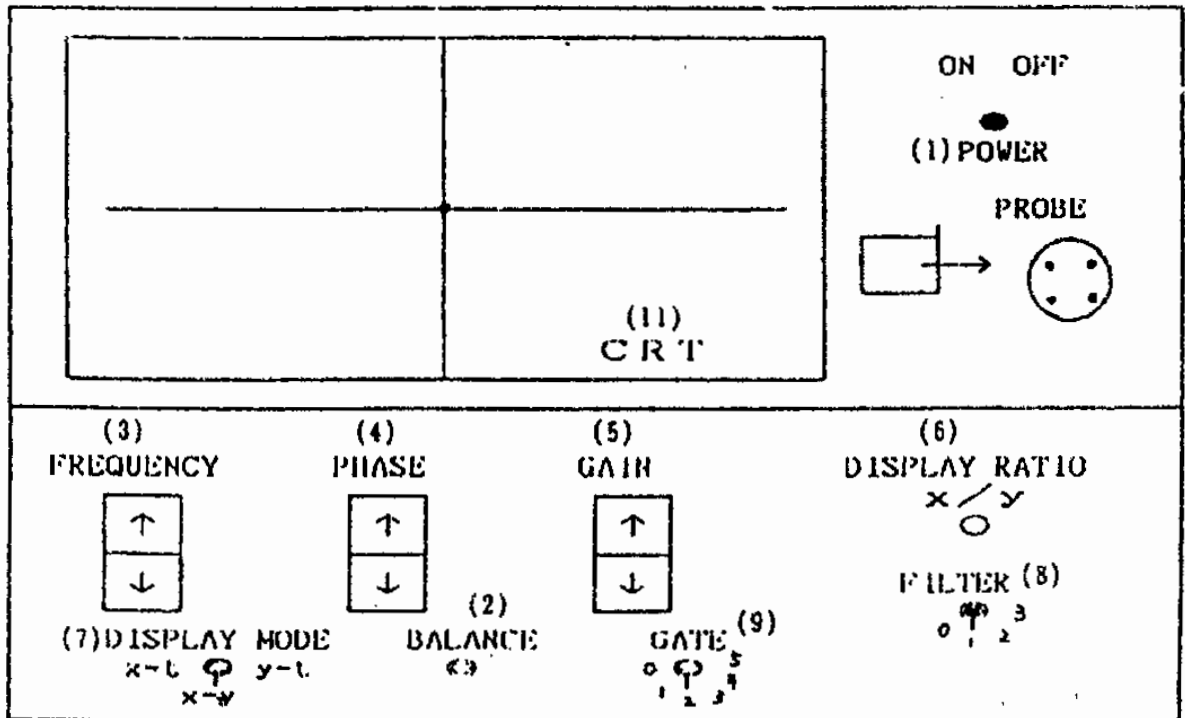 ON OFF
(1) POWER
PROBE
(11)
CRT
(3) (4) (5) (6)
FREQUENCY PHASE GAIN DISPLAY RATIO
x / y
↑ ↑ ↑
↓ ↓ ↓
FILTER (8)
0 1 2 3
(2)
(7) DISPLAY MODE BALANCE GATE (9)
x-t y-t
x-y
0 1 2 3 4 5